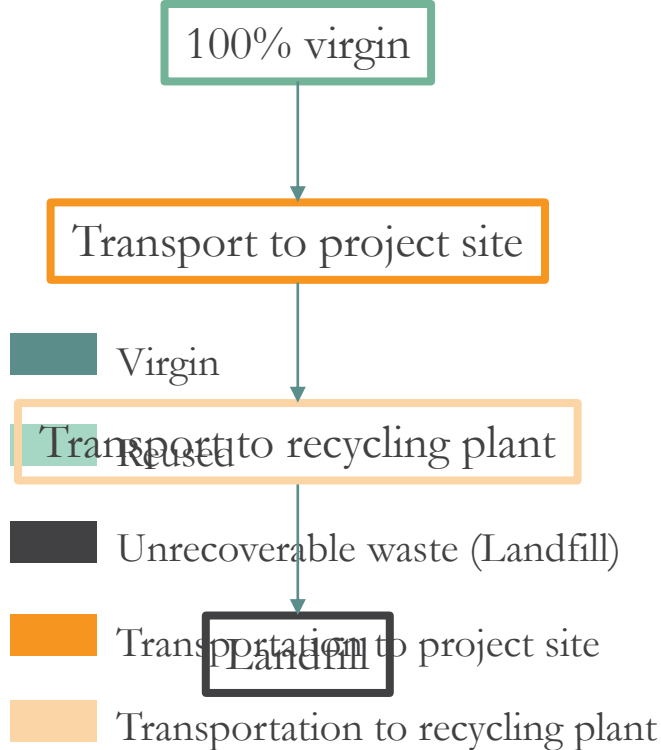 100% virgin
Transport to project site
Virgin
Transport to recycling plant
Reused
Unrecoverable waste (Landfill)
Transportation to project site
Landfill
Transportation to recycling plant